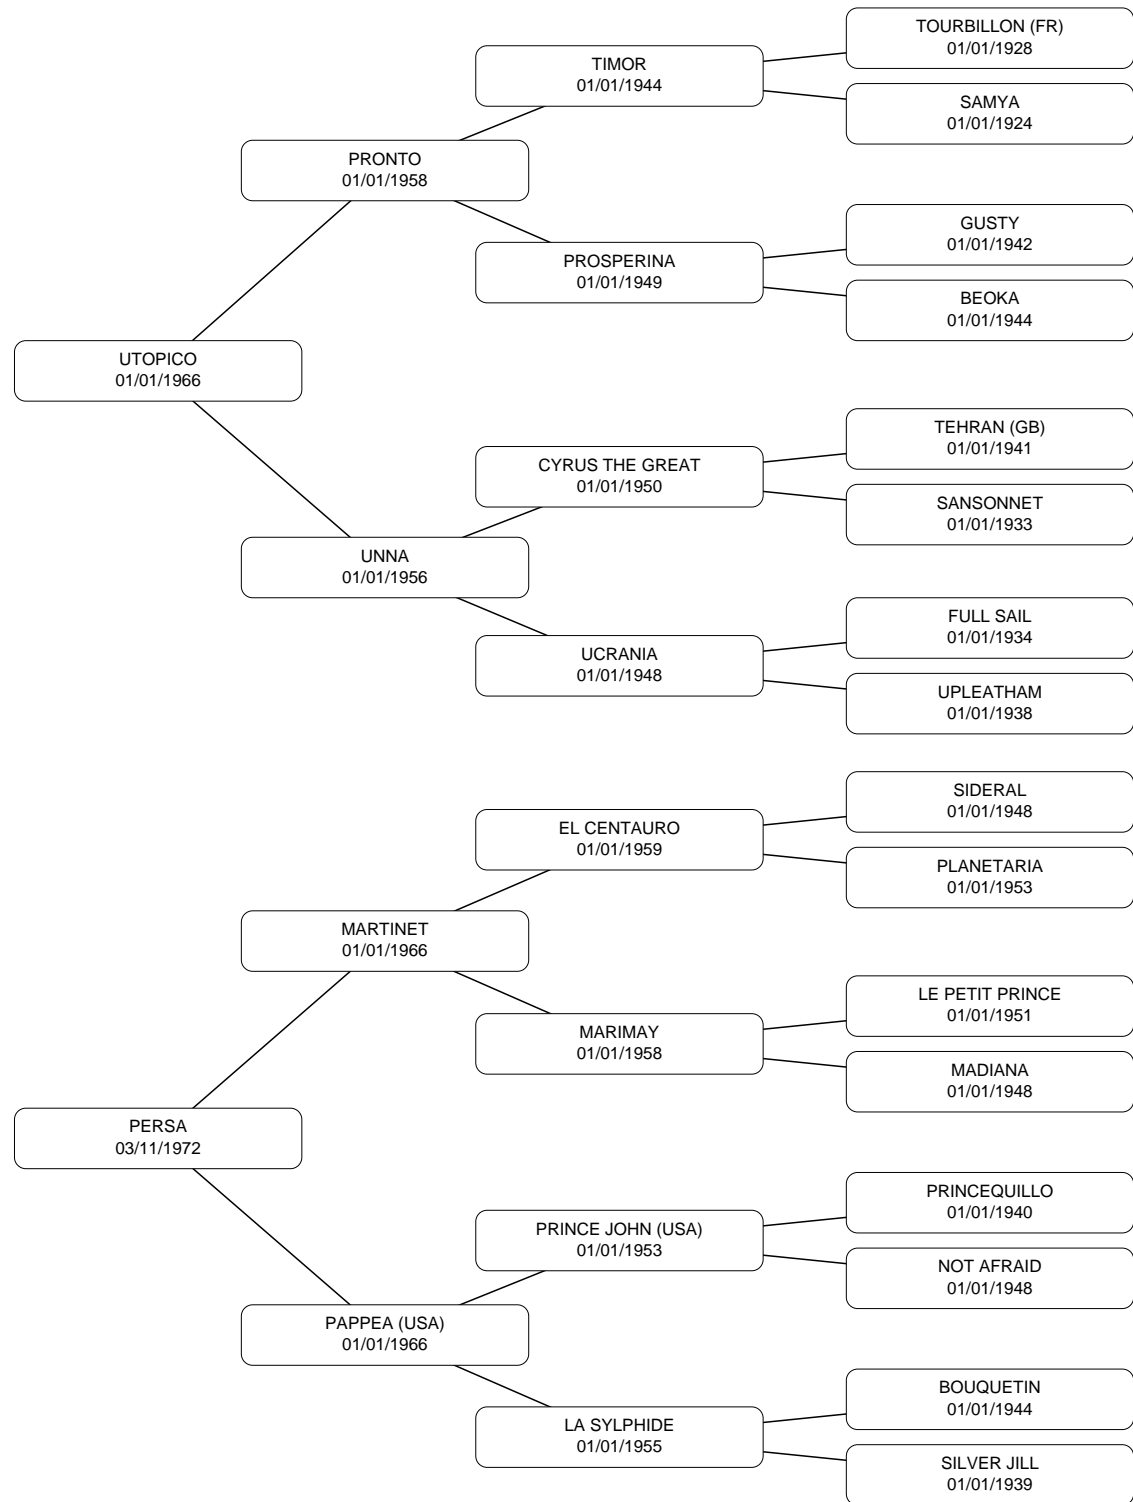 TOURBILLON (FR)
01/01/1928
TIMOR
01/01/1944
SAMYA
01/01/1924
PRONTO
01/01/1958
GUSTY
01/01/1942
PROSPERINA
01/01/1949
BEOKA
01/01/1944
UTOPICO
01/01/1966
TEHRAN (GB)
01/01/1941
CYRUS THE GREAT
01/01/1950
SANSONNET
01/01/1933
UNNA
01/01/1956
FULL SAIL
01/01/1934
UCRANIA
01/01/1948
UPLEATHAM
01/01/1938
SIDERAL
01/01/1948
EL CENTAURO
01/01/1959
PLANETARIA
01/01/1953
MARTINET
01/01/1966
LE PETIT PRINCE
01/01/1951
MARIMAY
01/01/1958
MADIANA
01/01/1948
PERSA
03/11/1972
PRINCEQUILLO
01/01/1940
PRINCE JOHN (USA)
01/01/1953
NOT AFRAID
01/01/1948
PAPPEA (USA)
01/01/1966
BOUQUETIN
01/01/1944
LA SYLPHIDE
01/01/1955
SILVER JILL
01/01/1939